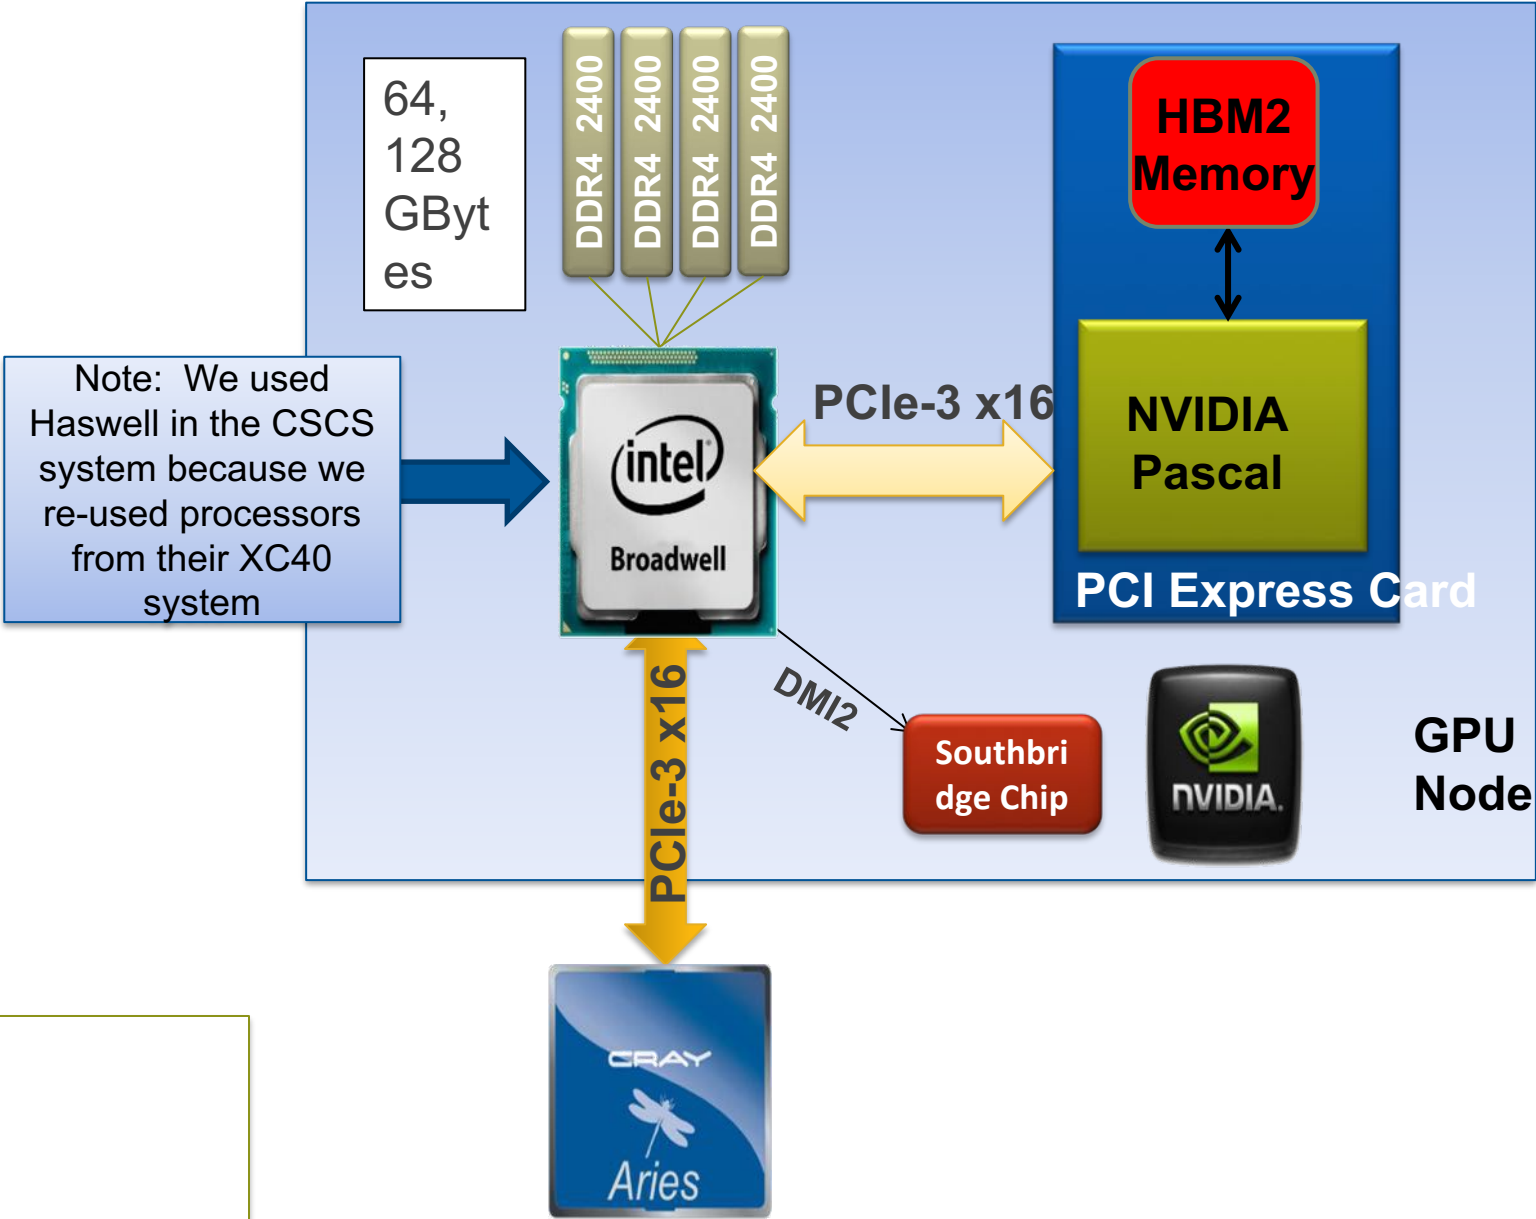 64,
128
GByt
es
DDR4 2400
DDR4 2400
DDR4 2400
DDR4 2400
HBM2
Memory
Note: We used
Haswell in the CSCS
system because we
re-used processors
from their XC40
system
intel
Broadwell
PCIe-3 x16
NVIDIA
Pascal
PCI Express Card
PCIe-3 x16
DMI2
Southbri
dge Chip
NVIDIA.
GPU
Node
CRAY
Aries